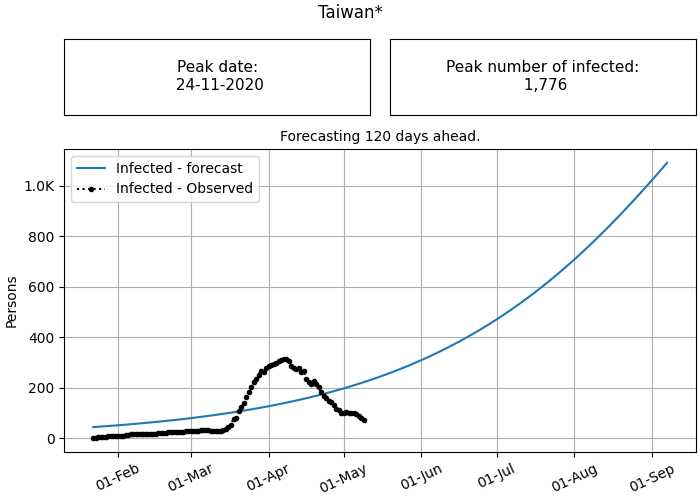 Taiwan*
Peak date:
24-11-2020
Peak number of infected:
1,776
Forecasting 120 days ahead.
Infected - forecast
Infected - Observed
Persons
1.0K
800
600
400
200
0
01-Feb
01-Mar
01-Apr
01-May
01-Jun
01-Jul
01-Aug
01-Sep